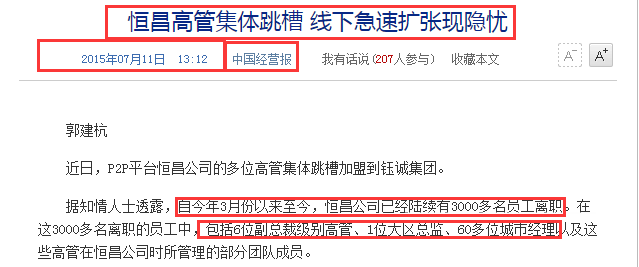 恒昌高管集体跳槽 线下急速扩张现隐忧
2015年07月11日 13:12 中国经营报 我有话说(207人参与) 收藏本文 A- A+
郭建杭
近日，P2P平台恒昌公司的多位高管集体跳槽加盟到钰诚集团。
据知情人士透露，自今年3月份以来至今，恒昌公司已经陆续有3000多名员工离职。在
这3000多名离职的员工中，包括6位副总裁级别高管、1位大区总监、60多位城市经理以及这
些高管在恒昌公司时所管理的部分团队成员。